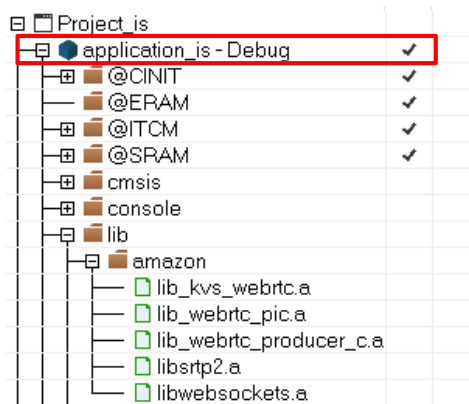 Project_is
application_is - Debug
@CINIT
@ERAM
@ITCM
@SRAM
cmsis
console
lib
amazon
lib_kvs_webrtc.a
lib_webrtc_pic.a
lib_webrtc_producer_c.a
libsrtp2.a
libwebsockets.a